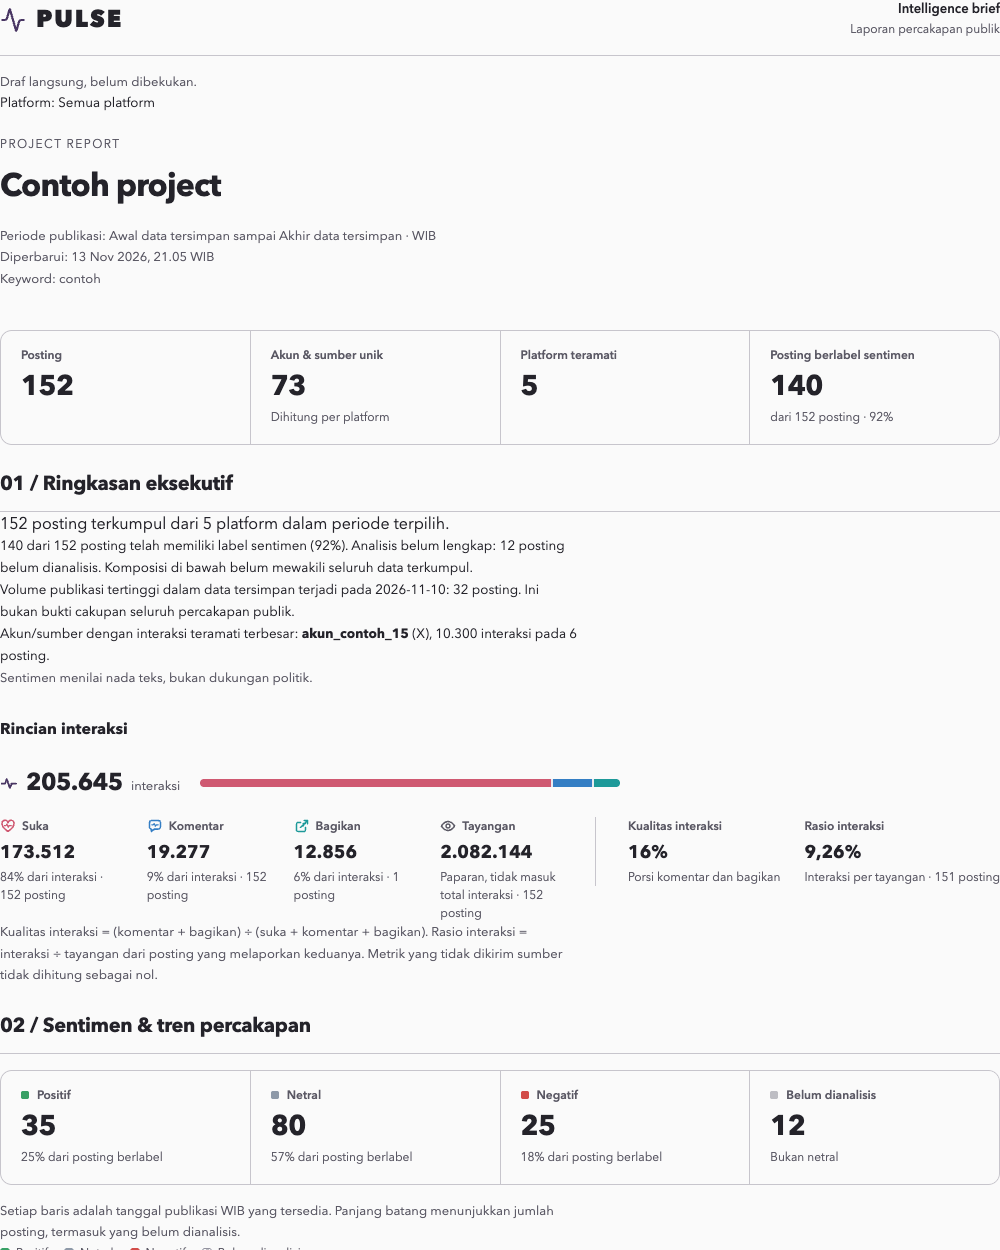 PULSE
Intelligence brief
Laporan percakapan publik
Draf langsung, belum dibekukan.
Platform: Semua platform
PROJECT REPORT
Contoh project
Periode publikasi: Awal data tersimpan sampai Akhir data tersimpan · WIB
Diperbarui: 13 Nov 2026, 21.05 WIB
Keyword: contoh
Posting
152
Akun & sumber unik
73
Dihitung per platform
Platform teramati
5
Posting berlabel sentimen
140
dari 152 posting · 92%
01 / Ringkasan eksekutif
152 posting terkumpul dari 5 platform dalam periode terpilih.
140 dari 152 posting telah memiliki label sentimen (92%). Analisis belum lengkap: 12 posting
belum dianalisis. Komposisi di bawah belum mewakili seluruh data terkumpul.
Volume publikasi tertinggi dalam data tersimpan terjadi pada 2026-11-10: 32 posting. Ini
bukan bukti cakupan seluruh percakapan publik.
Akun/sumber dengan interaksi teramati terbesar: akun_contoh_15 (X), 10.300 interaksi pada 6
posting.
Sentimen menilai nada teks, bukan dukungan politik.
Rincian interaksi
205.645 interaksi
Suka
173.512
84% dari interaksi ·
152 posting
Komentar
19.277
9% dari interaksi · 152
posting
Bagikan
12.856
6% dari interaksi · 1
posting
Tayangan
2.082.144
Paparan, tidak masuk
total interaksi · 152
posting
Kualitas interaksi
16%
Porsi komentar dan bagikan
Rasio interaksi
9,26%
Interaksi per tayangan · 151 posting
Kualitas interaksi = (komentar + bagikan) ÷ (suka + komentar + bagikan). Rasio interaksi =
interaksi ÷ tayangan dari posting yang melaporkan keduanya. Metrik yang tidak dikirim sumber
tidak dihitung sebagai nol.
02 / Sentimen & tren percakapan
Positif
35
25% dari posting berlabel
Netral
80
57% dari posting berlabel
Negatif
25
18% dari posting berlabel
Belum dianalisis
12
Bukan netral
Setiap baris adalah tanggal publikasi WIB yang tersedia. Panjang batang menunjukkan jumlah
posting, termasuk yang belum dianalisis.